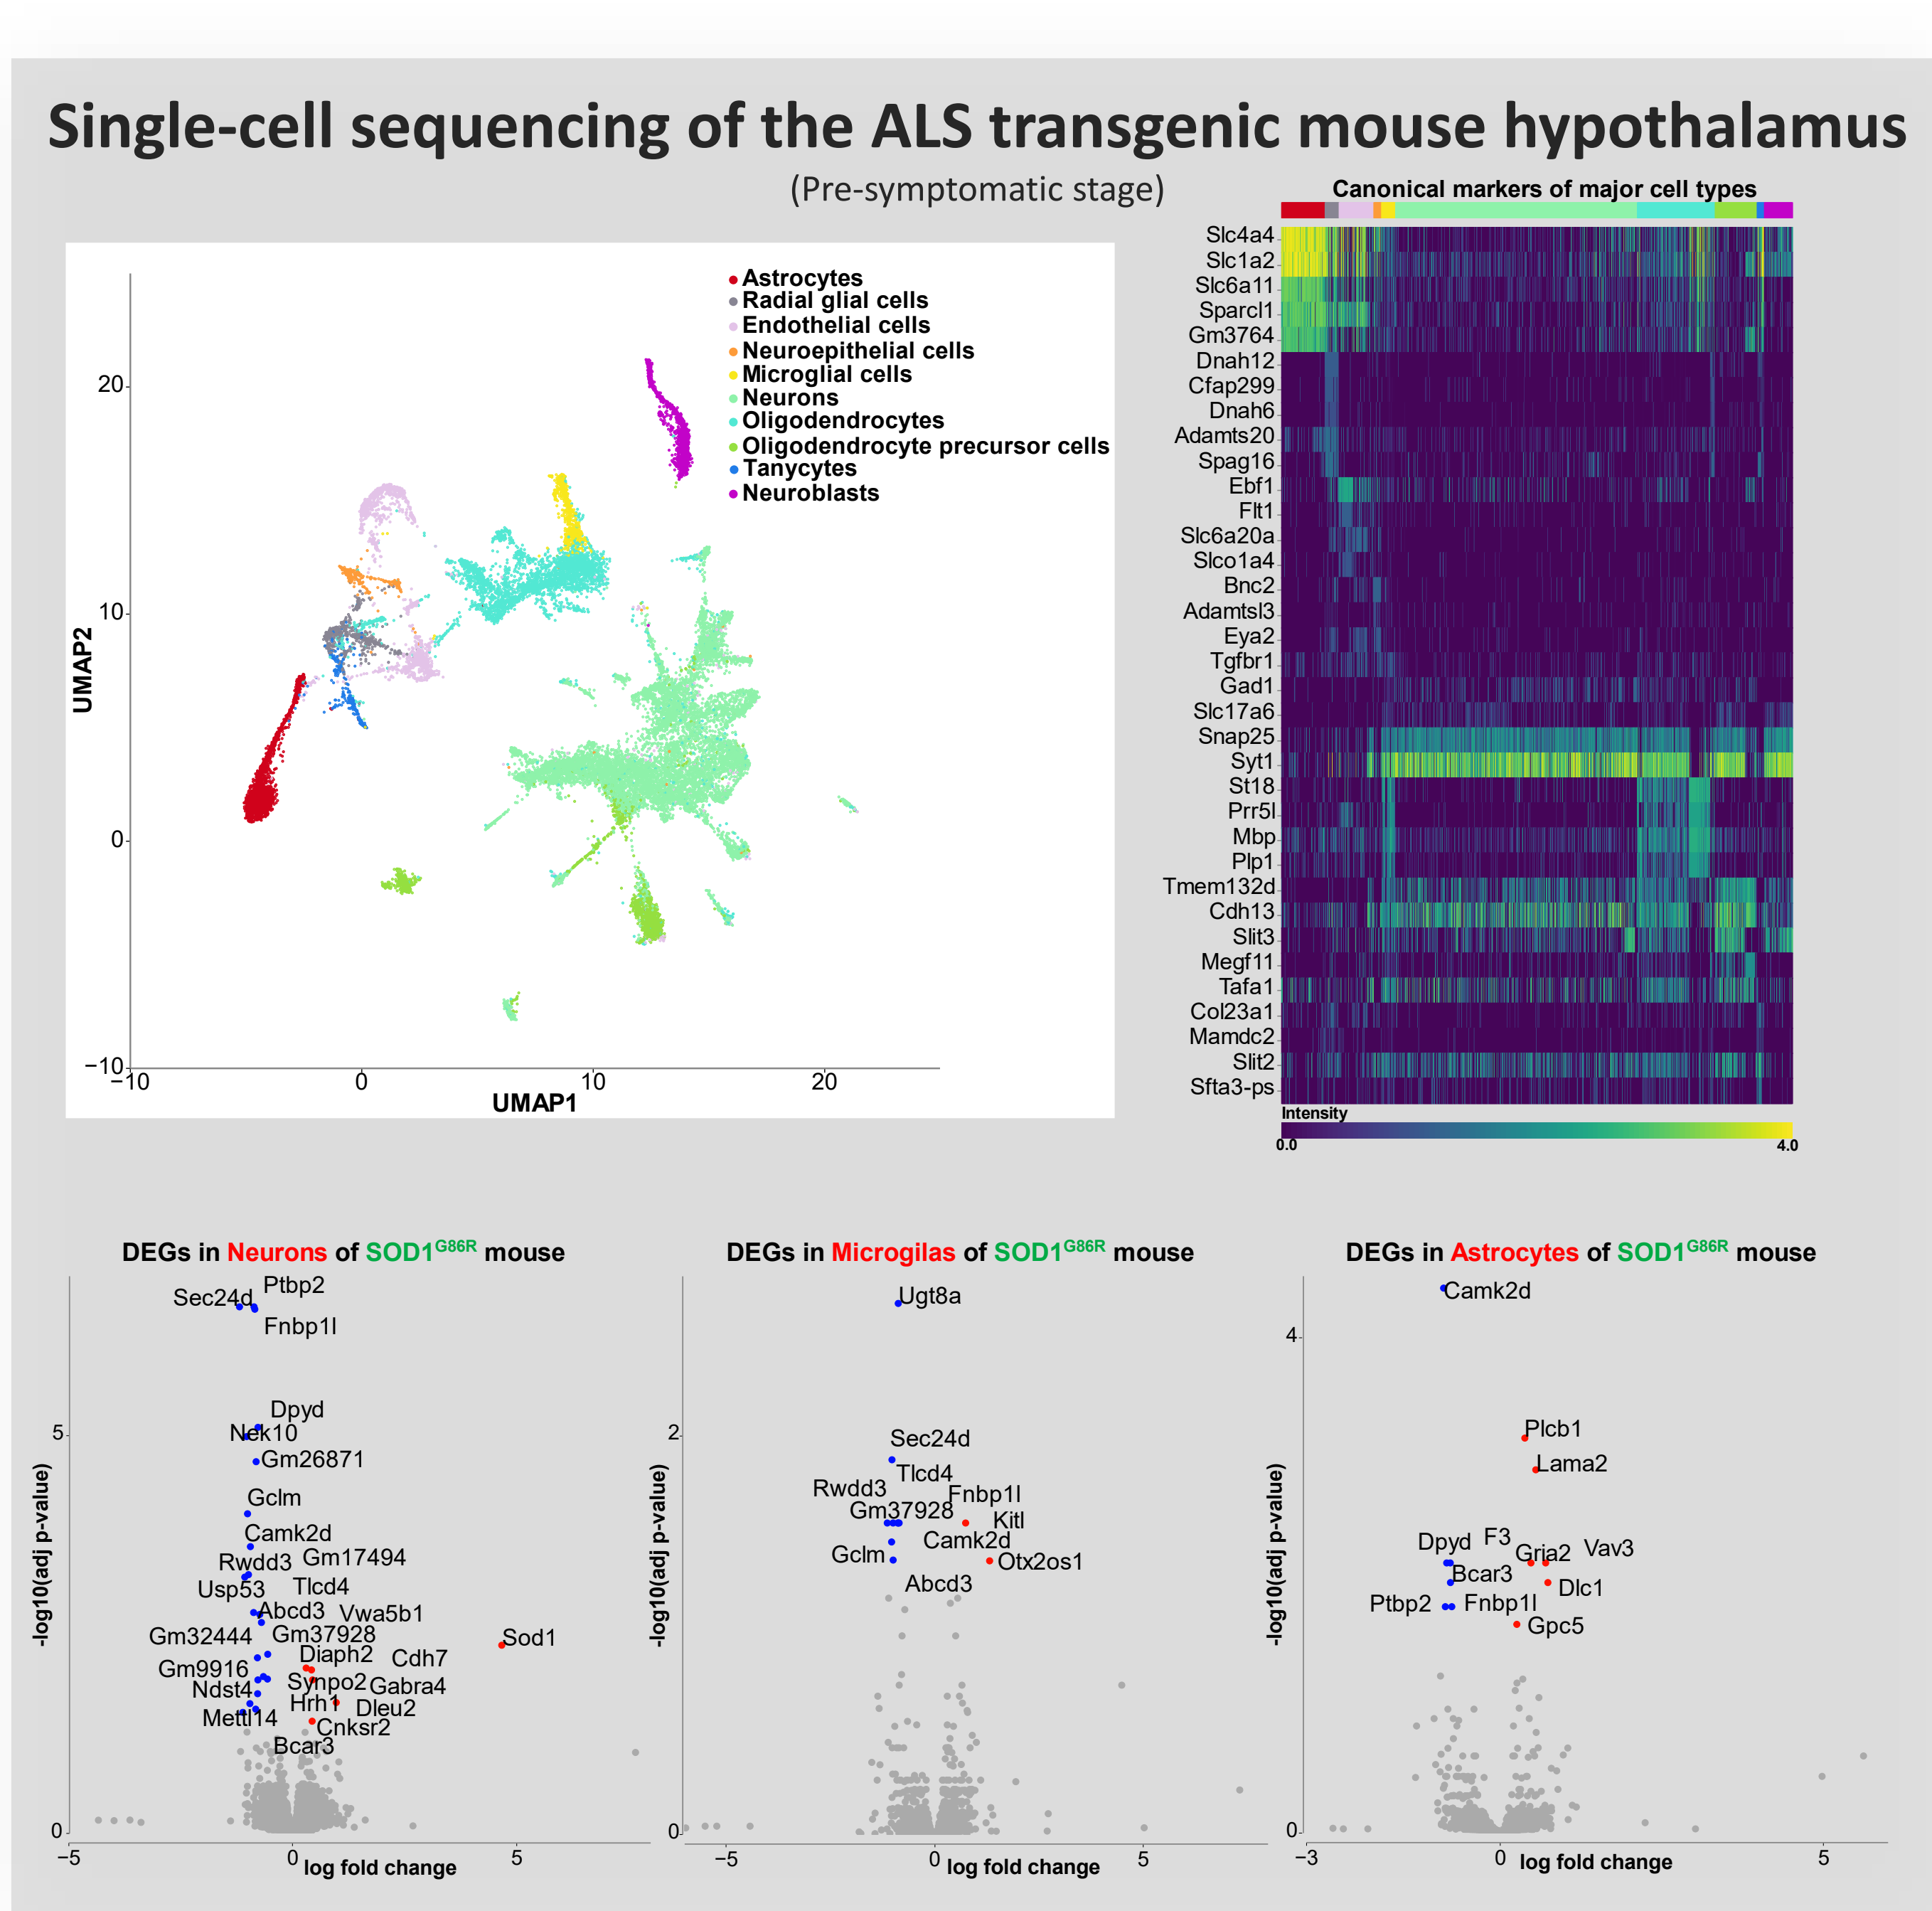 Single-cell sequencing of the ALS transgenic mouse hypothalamus
(Pre-symptomatic stage)
Astrocytes
Radial glial cells
Endothelial cells
Neuroepithelial cells
Microglial cells
Neurons
Oligodendrocytes
Oligodendrocyte precursor cells
Tanycytes
Neuroblasts
20
10
0
−10
−10
0
10
20
UMAP2
UMAP1
Canonical markers of major cell types
Slc4a4
Slc1a2
Slc6a11
Sparcl1
Gm3764
Dnah12
Cfap299
Dnah6
Adamts20
Spag16
Ebf1
Flt1
Slc6a20a
Slco1a4
Bnc2
Adamtsl3
Eya2
Tgfbr1
Gad1
Slc17a6
Snap25
Syt1
St18
Prr5l
Mbp
Plp1
Tmem132d
Cdh13
Slit3
Megf11
Tafa1
Col23a1
Mamdc2
Slit2
Sfta3-ps
Intensity
0.0 4.0
DEGs in Neurons of SOD1G86R mouse
Ptbp2
Sec24d
Fnbp1l
Dpyd
Nek10
Gm26871
Gclm
Camk2d
Rwdd3 Gm17494
Usp53 Tlcd4
Abcd3 Vwa5b1
Gm32444 Gm37928
Sod1
Diaph2 Cdh7
Gm9916
Synpo2 Gabra4
Ndst4
Hrh1 Dleu2
Mettl14 Cnksr2
Bcar3
5
0
−5 0 5
-log10(adj p-value)
log fold change
DEGs in Microgilas of SOD1G86R mouse
Ugt8a
Sec24d
Tlcd4
Rwdd3 Fnbp1l
Gm37928 Kitl
Camk2d
Gclm Otx2os1
Abcd3
2
0
−5 0 5
-log10(adj p-value)
log fold change
DEGs in Astrocytes of SOD1G86R mouse
Camk2d
Plcb1
Lama2
Dpyd F3 Gria2 Vav3
Bcar3 Dlc1
Ptbp2 Fnbp1l
Gpc5
4
0
−3 0 5
-log10(adj p-value)
log fold change